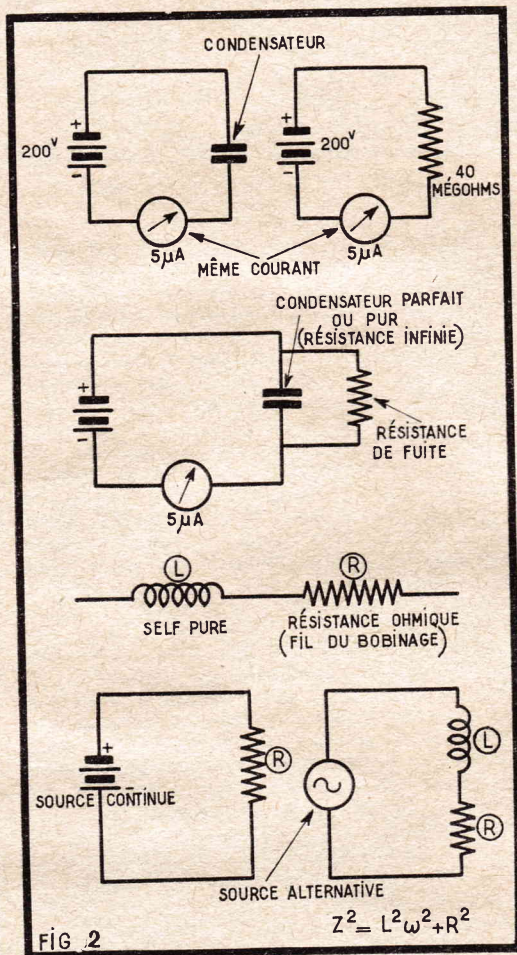 CONDENSATEUR
+
200V
-
5µA
+
200V
-
40
MÉGOHMS
5µA
MÊME COURANT
CONDENSATEUR PARFAIT
OU PUR
(RÉSISTANCE INFINIE)
+
-
5µA
RÉSISTANCE
DE FUITE
L
R
SELF PURE
RÉSISTANCE OHMIQUE
(FIL DU BOBINAGE)
+
-
SOURCE CONTINUE
R
L
R
SOURCE ALTERNATIVE
Z² = L²ω²+R²
FIG.2